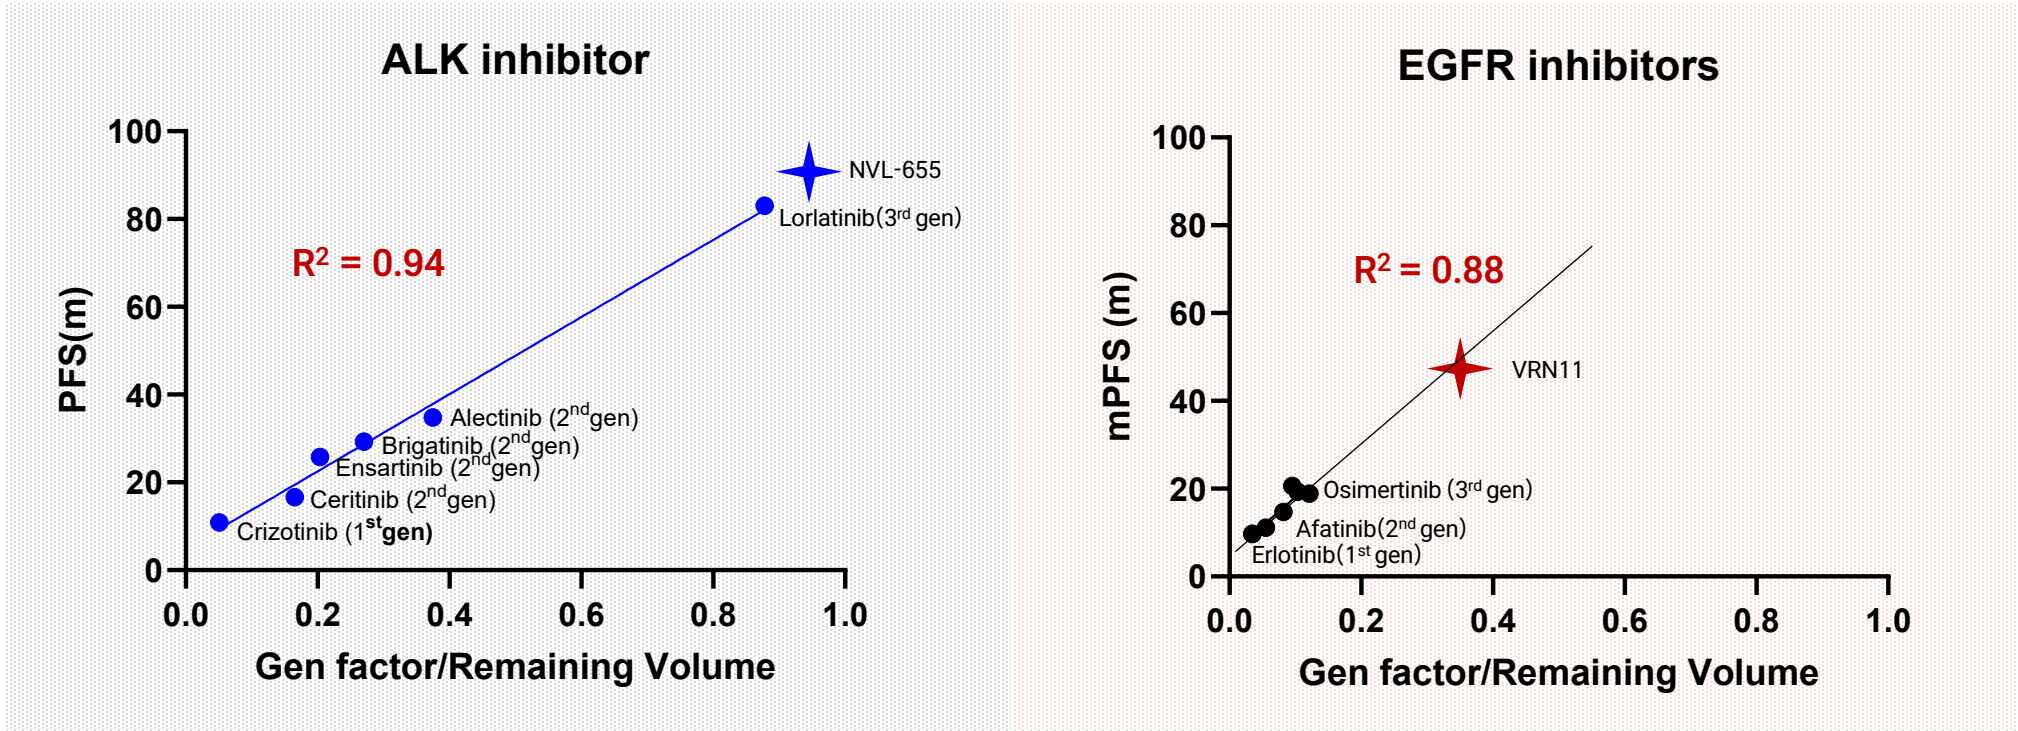 ALK inhibitor
100
80
60
40
20
0
PFS(m)
R² = 0.94
NVL-655
Lorlatinib(3rd gen)
Alectinib (2ndgen)
Brigatinib (2ndgen)
Ensartinib (2ndgen)
Ceritinib (2ndgen)
Crizotinib (1stgen)
0.0 0.2 0.4 0.6 0.8 1.0
Gen factor/Remaining Volume
EGFR inhibitors
100
80
60
40
20
0
mPFS (m)
R² = 0.88
VRN11
Osimertinib (3rd gen)
Afatinib(2nd gen)
Erlotinib(1st gen)
0.0 0.2 0.4 0.6 0.8 1.0
Gen factor/Remaining Volume